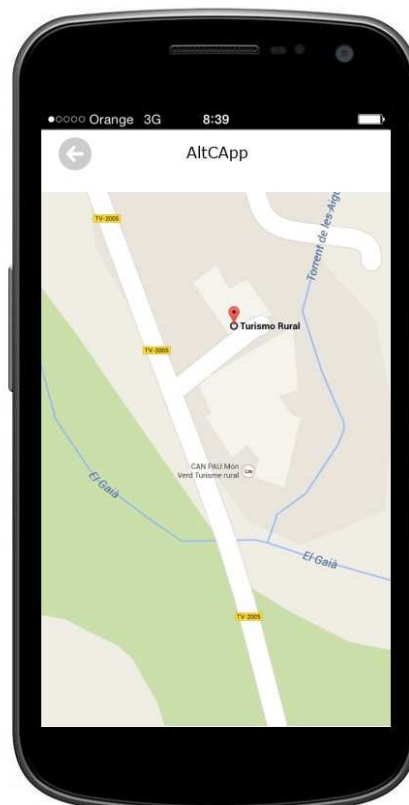 Orange 3G 8:39
AltCApp
TV-2005
Torrent de les Aigü
Turismo Rural
TV-2005
CAN PAU Món
Verd Turisme rural
El Gaià
El Gaià
TV-2005